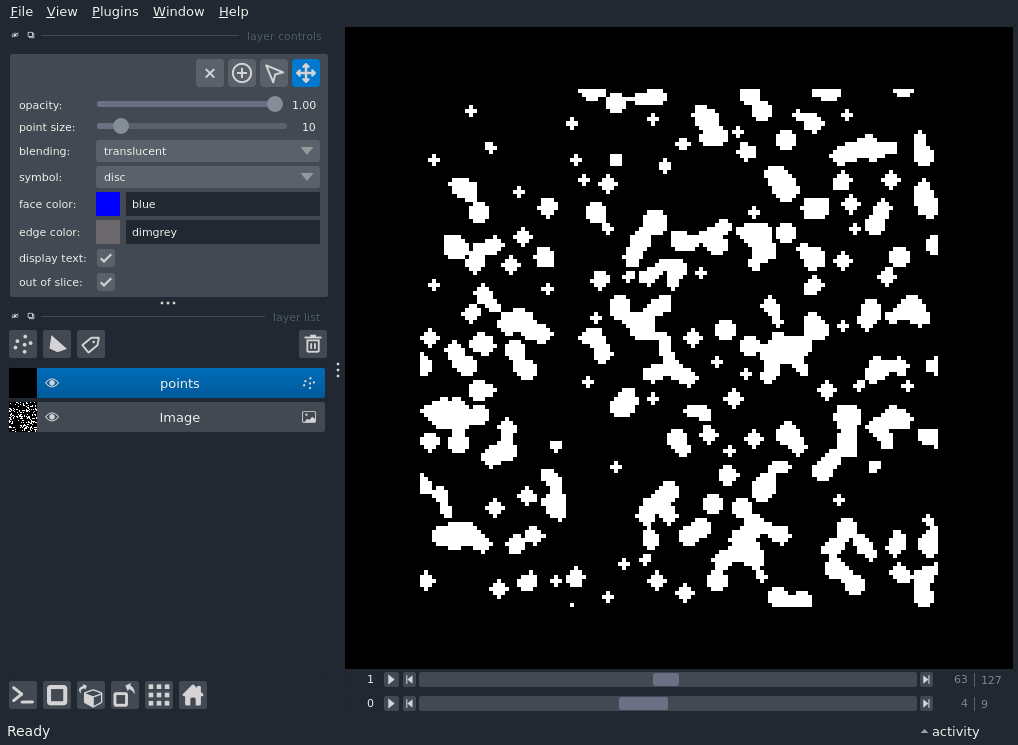 File View Plugins Window Help
layer controls
opacity: 1.00
point size: 10
blending: translucent
symbol: disc
face color: blue
edge color: dimgrey
display text:
out of slice:
layer list
points
Image
1 63 127
0 4 9
Ready activity